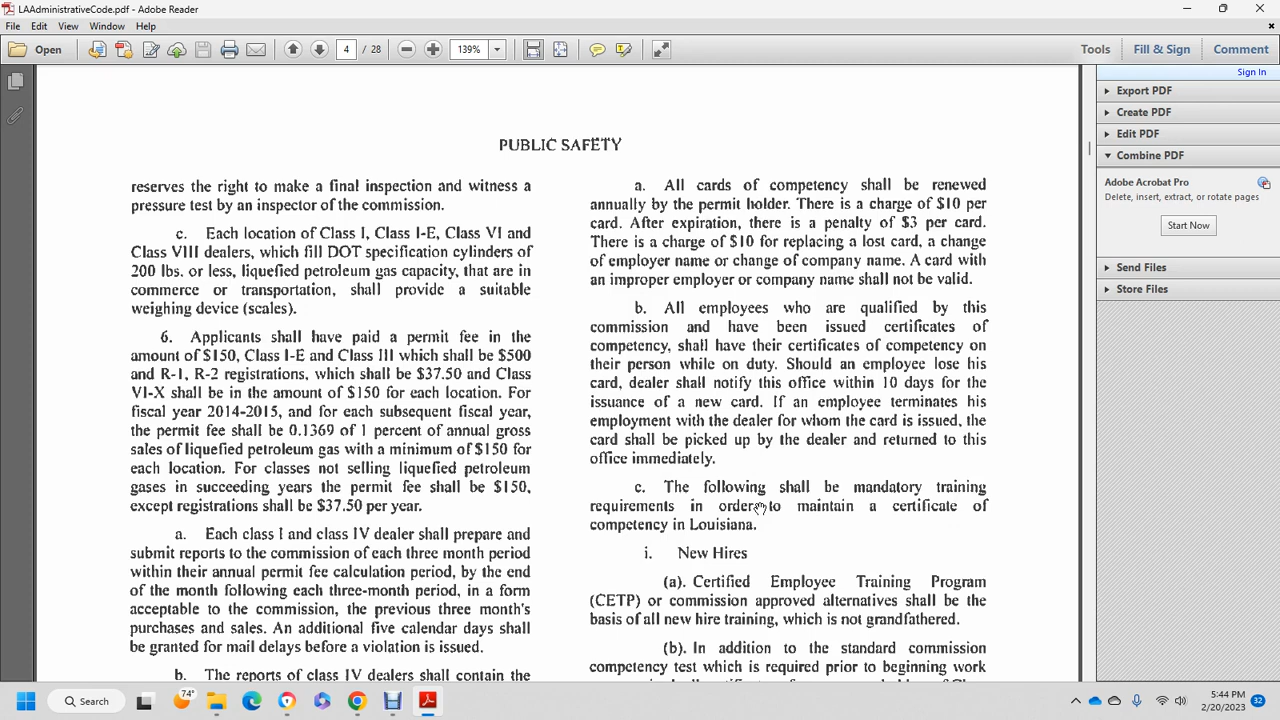 LAAdministrativeCode.pdf - Adobe Reader
File Edit View Window Help
Open 4 / 28 139% Tools Fill & Sign Comment
Sign In
Export PDF
Create PDF
Edit PDF
Combine PDF
Adobe Acrobat Pro
Delete, insert, extract, or rotate pages
Start Now
Send Files
Store Files
PUBLIC SAFETY
reserves the right to make a final inspection and witness a
pressure test by an inspector of the commission.
c. Each location of Class I, Class I-E, Class VI and
Class VIII dealers, which fill DOT specification cylinders of
200 lbs. or less, liquefied petroleum gas capacity, that are in
commerce or transportation, shall provide a suitable
weighing device (scales).
6. Applicants shall have paid a permit fee in the
amount of $150, Class I-E and Class III which shall be $500
and R-1, R-2 registrations, which shall be $37.50 and Class
VI-X shall be in the amount of $150 for each location. For
fiscal year 2014-2015, and for each subsequent fiscal year,
the permit fee shall be 0.1369 of 1 percent of annual gross
sales of liquefied petroleum gas with a minimum of $150 for
each location. For classes not selling liquefied petroleum
gases in succeeding years the permit fee shall be $150,
except registrations shall be $37.50 per year.
a. Each class I and class IV dealer shall prepare and
submit reports to the commission of each three month period
within their annual permit fee calculation period, by the end
of the month following each three-month period, in a form
acceptable to the commission, the previous three month's
purchases and sales. An additional five calendar days shall
be granted for mail delays before a violation is issued.
b. The reports of class IV dealers shall contain the
a. All cards of competency shall be renewed
annually by the permit holder. There is a charge of $10 per
card. After expiration, there is a penalty of $3 per card.
There is a charge of $10 for replacing a lost card, a change
of employer name or change of company name. A card with
an improper employer or company name shall not be valid.
b. All employees who are qualified by this
commission and have been issued certificates of
competency, shall have their certificates of competency on
their person while on duty. Should an employee lose his
card, dealer shall notify this office within 10 days for the
issuance of a new card. If an employee terminates his
employment with the dealer for whom the card is issued, the
card shall be picked up by the dealer and returned to this
office immediately.
c. The following shall be mandatory training
requirements in order to maintain a certificate of
competency in Louisiana.
i. New Hires
(a). Certified Employee Training Program
(CETP) or commission approved alternatives shall be the
basis of all new hire training, which is not grandfathered.
(b). In addition to the standard commission
competency test which is required prior to beginning work
Search 74° 5:44 PM
2/20/2023 32